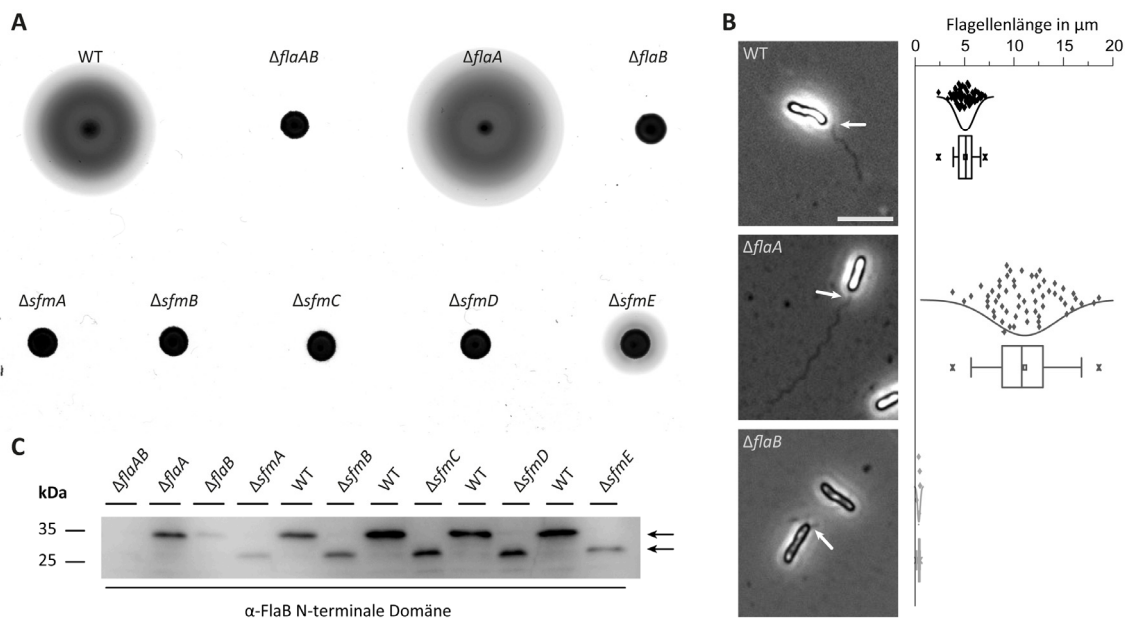 A
WT
ΔflaAB
ΔflaA
ΔflaB
ΔsfmA
ΔsfmB
ΔsfmC
ΔsfmD
ΔsfmE
B
Flagellenlänge in µm
0 5 10 15 20
WT
ΔflaA
ΔflaB
C
kDa
ΔflaAB
ΔflaA
ΔflaB
ΔsfmA
WT
ΔsfmB
WT
ΔsfmC
WT
ΔsfmD
WT
ΔsfmE
35
25
α-FlaB N-terminale Domäne